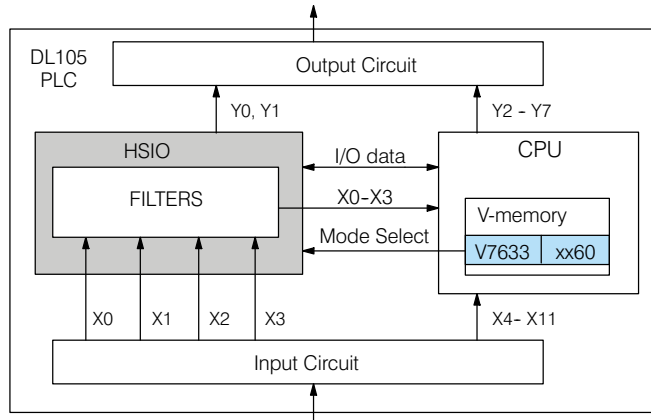 DL105
PLC
Output Circuit
Y0, Y1
Y2 - Y7
HSIO
I/O data
CPU
FILTERS
X0-X3
V-memory
Mode Select
V7633
xx60
X0
X1
X2
X3
X4- X11
Input Circuit